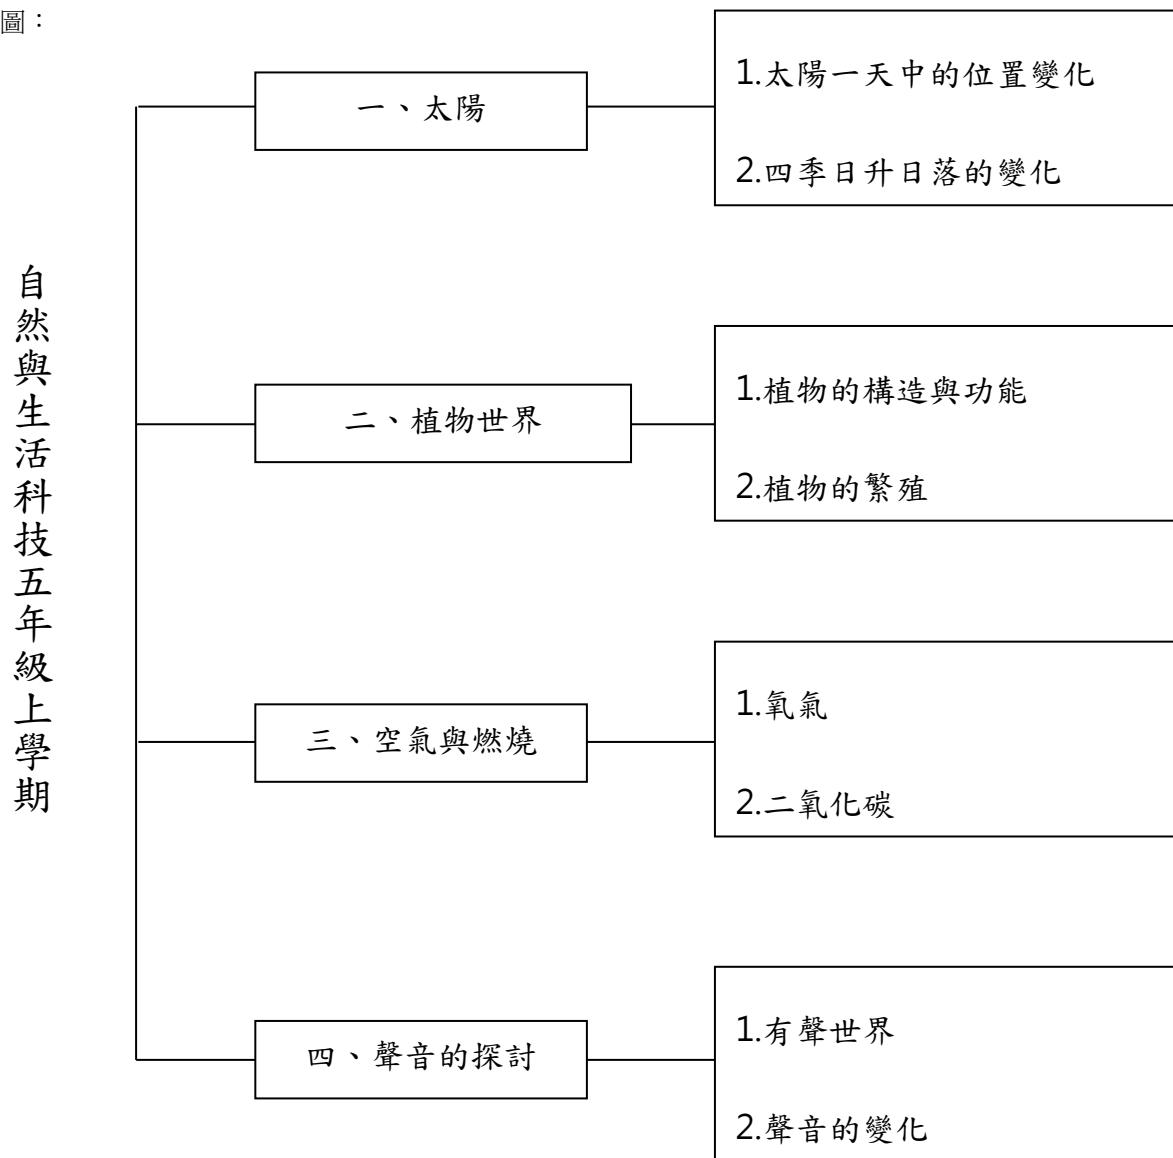 圖：
自然與生活科技五年級上學期
一、太陽
1.太陽一天中的位置變化
2.四季日升日落的變化
二、植物世界
1.植物的構造與功能
2.植物的繁殖
三、空氣與燃燒
1.氧氣
2.二氧化碳
四、聲音的探討
1.有聲世界
2.聲音的變化